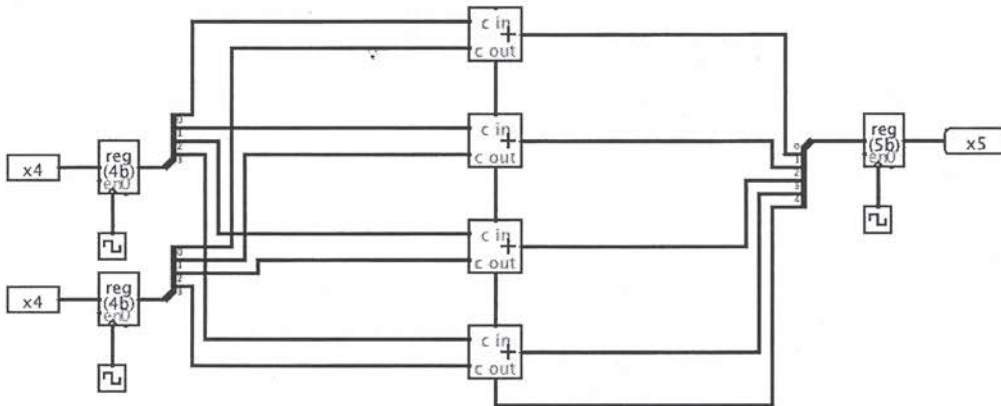 c in
+
c out
0
1
2
3
x4
reg
(4b)
en0
c in
+
c out
0
1
2
3
4
reg
(5b)
en0
x5
c in
+
c out
0
1
2
3
x4
reg
(4b)
en0
c in
+
c out